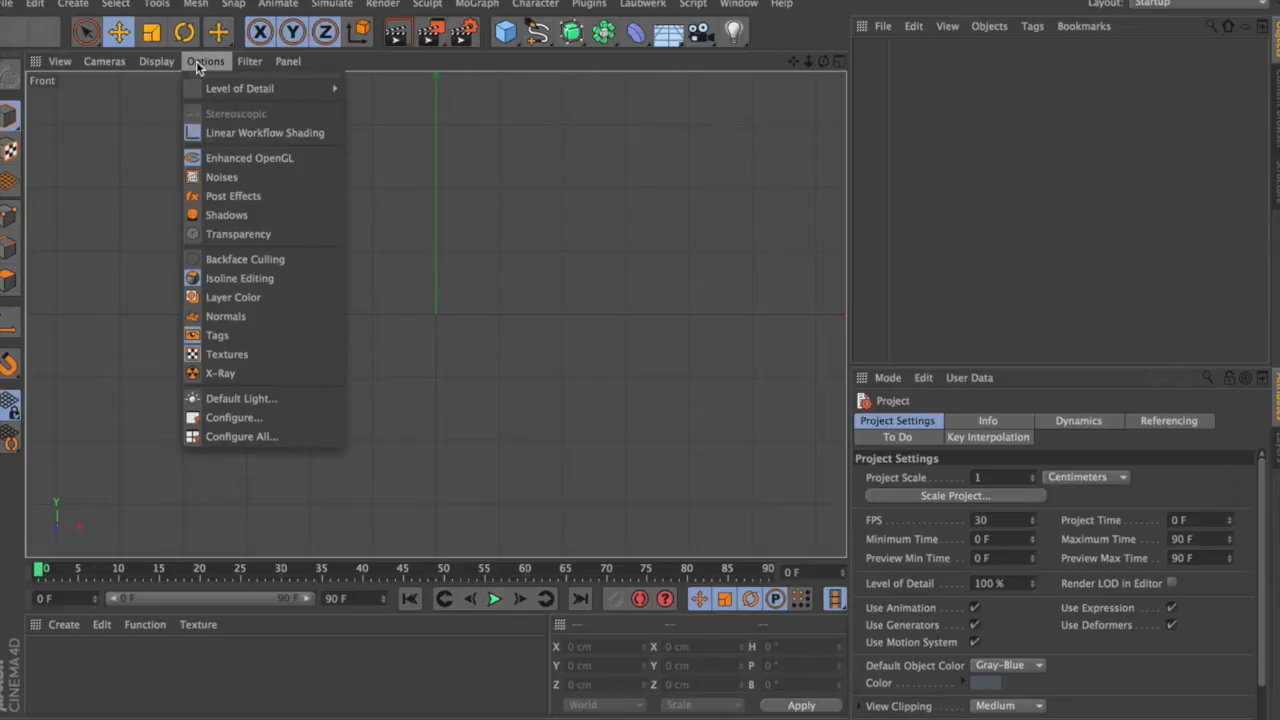 Create Select Tools Mesh Snap Animate Simulate Render Sculpt MoGraph Character Plugins Laubwerk Script Window Help Layout: Startup
X Y Z
File Edit View Objects Tags Bookmarks
View Cameras Display Options Filter Panel
Front
Level of Detail
Stereoscopic
Linear Workflow Shading
Enhanced OpenGL
Noises
fx Post Effects
Shadows
Transparency
Backface Culling
Isoline Editing
Layer Color
Normals
Tags
Textures
X-Ray
Default Light...
Configure...
Configure All...
Y
Mode Edit User Data
Project
Project Settings Info Dynamics Referencing
To Do Key Interpolation
Project Settings
Project Scale 1 Centimeters
Scale Project...
FPS 30 Project Time 0 F
Minimum Time 0 F Maximum Time 90 F
Preview Min Time 0 F Preview Max Time 90 F
Level of Detail 100 % Render LOD in Editor
Use Animation Use Expression
Use Generators Use Deformers
Use Motion System
Default Object Color Gray-Blue
Color
View Clipping Medium
0 5 10 15 20 25 30 35 40 45 50 55 60 65 70 75 80 85 90 0 F
0 F 0 F 90 F 90 F P
Create Edit Function Texture
-- -- --
X 0 cm X 0 cm H 0 °
Y 0 cm Y 0 cm P 0 °
Z 0 cm Z 0 cm B 0 °
World Scale Apply
CINEMA 4D